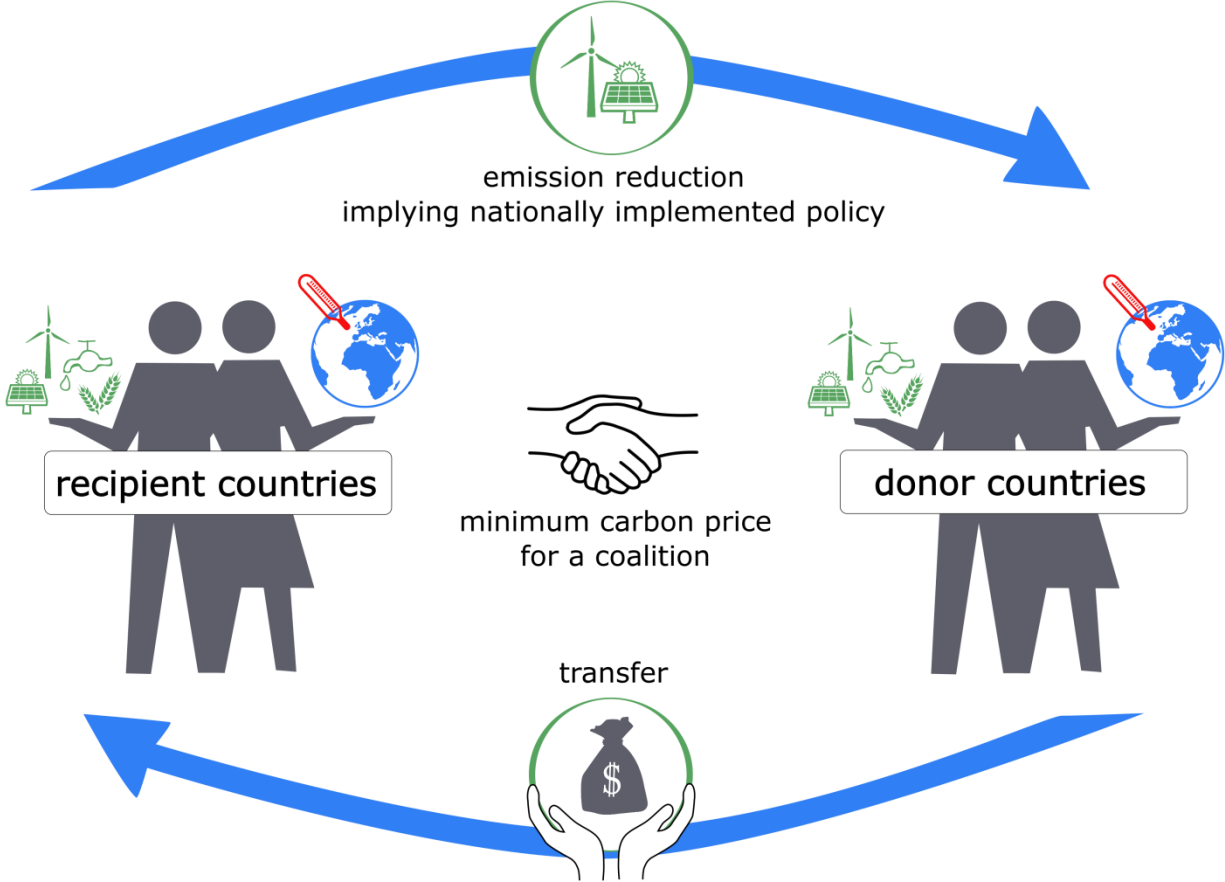 emission reduction
implying nationally implemented policy
recipient countries
donor countries
minimum carbon price
for a coalition
transfer
$